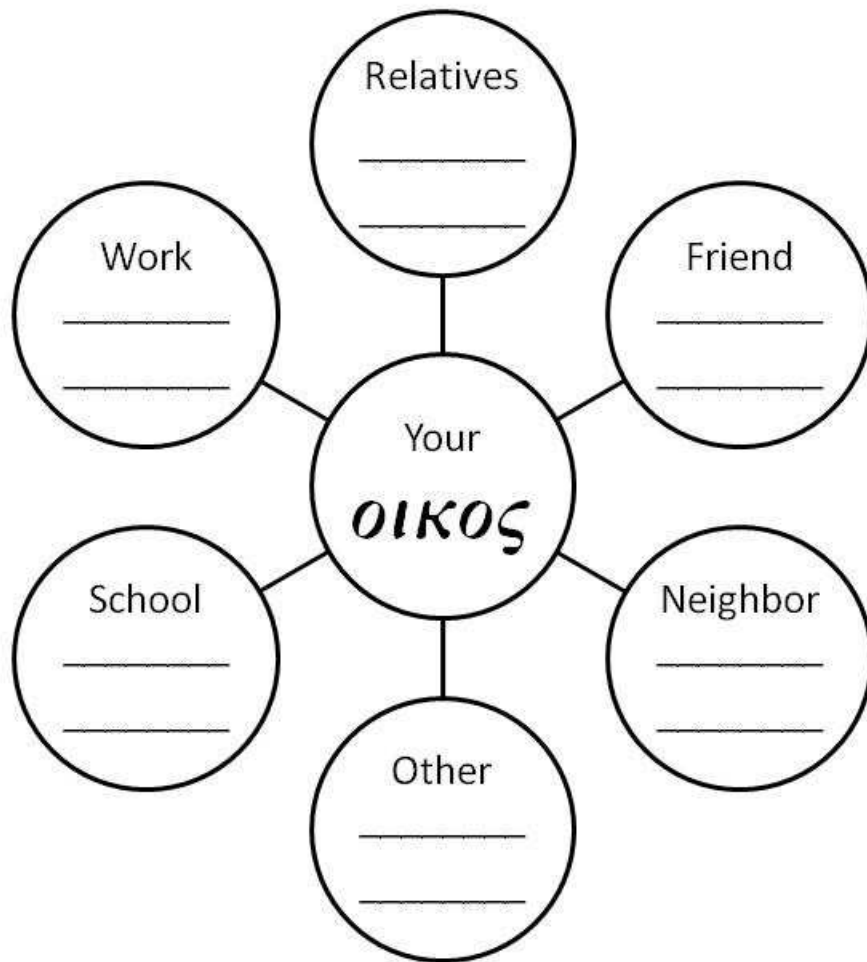 Relatives
Work
Friend
Your
οικος
School
Neighbor
Other